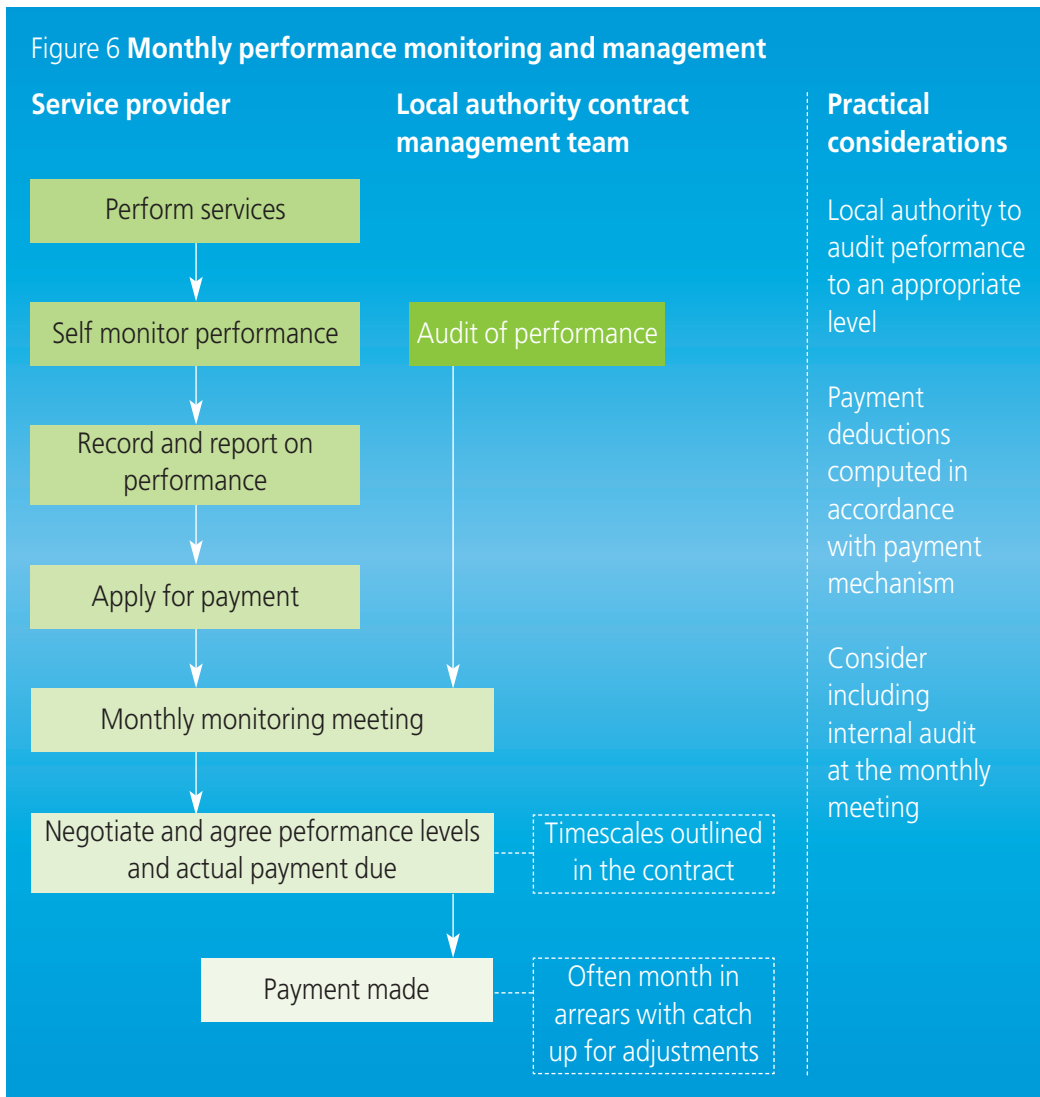 Figure 6 Monthly performance monitoring and management
Service provider
Local authority contract
management team
Practical
considerations
Perform services
Self monitor performance
Audit of performance
Record and report on
performance
Apply for payment
Monthly monitoring meeting
Negotiate and agree peformance levels
and actual payment due
Timescales outlined
in the contract
Payment made
Often month in
arrears with catch
up for adjustments
Local authority to
audit peformance
to an appropriate
level
Payment
deductions
computed in
accordance
with payment
mechanism
Consider
including
internal audit
at the monthly
meeting